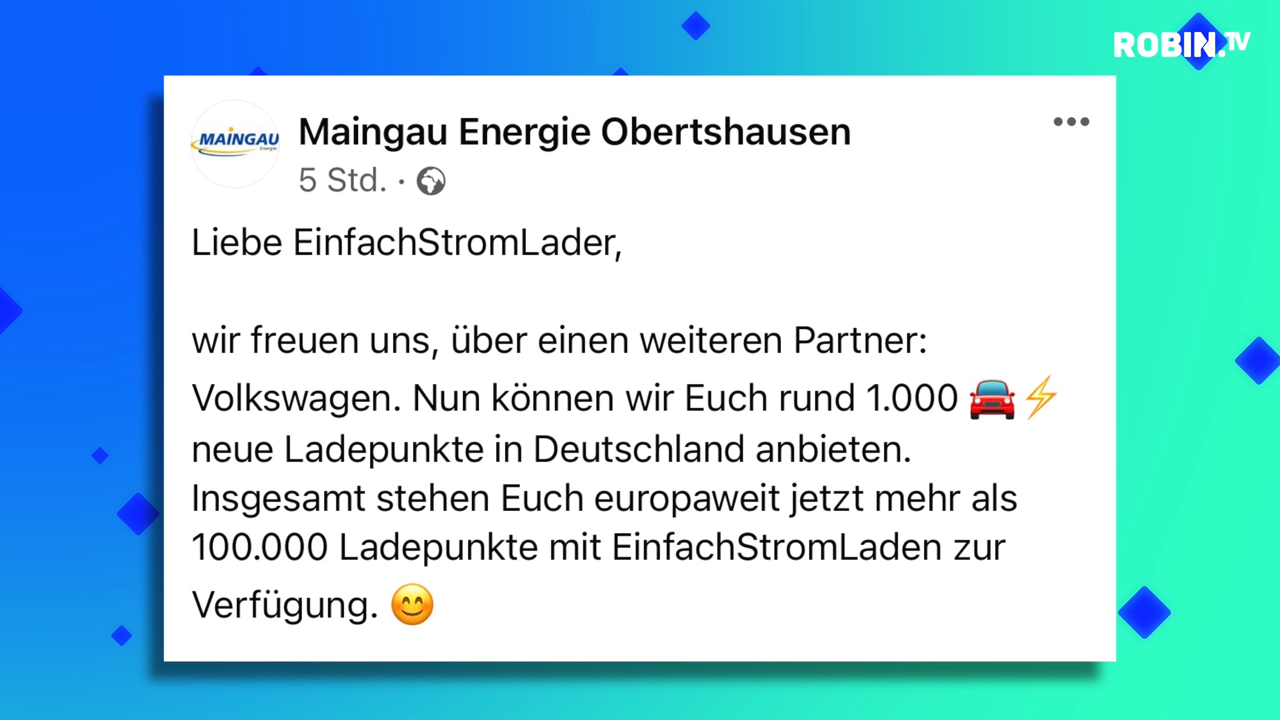 ROBIN.TV
MAINGAU
Energie
Maingau Energie Obertshausen
5 Std. ·
Liebe EinfachStromLader,
wir freuen uns, über einen weiteren Partner:
Volkswagen. Nun können wir Euch rund 1.000 🚘⚡
neue Ladepunkte in Deutschland anbieten.
Insgesamt stehen Euch europaweit jetzt mehr als
100.000 Ladepunkte mit EinfachStromLaden zur
Verfügung. 😊